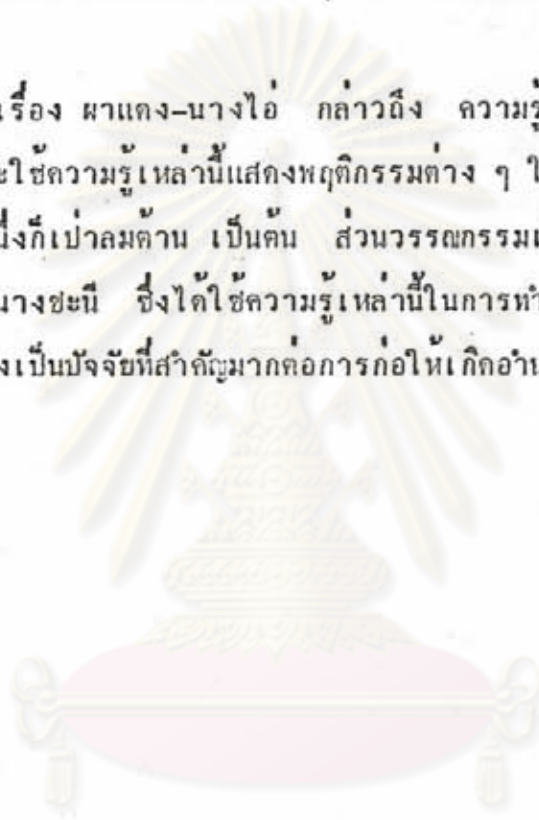 เรื่อง ผาแดง-นางไอ่ กล่าวถึง ความรู้
ใช้ความรู้เหล่านี้แสดงพฤติกรรมต่าง ๆ
นึ่งก็เป่าลมต้าน เป็นต้น ส่วนวรรณกรรม
นางชะนี ซึ่งได้ใช้ความรู้เหล่านี้ในการทำ
เป็นปัจจัยที่สำคัญมากต่อการก่อให้เกิดอำน